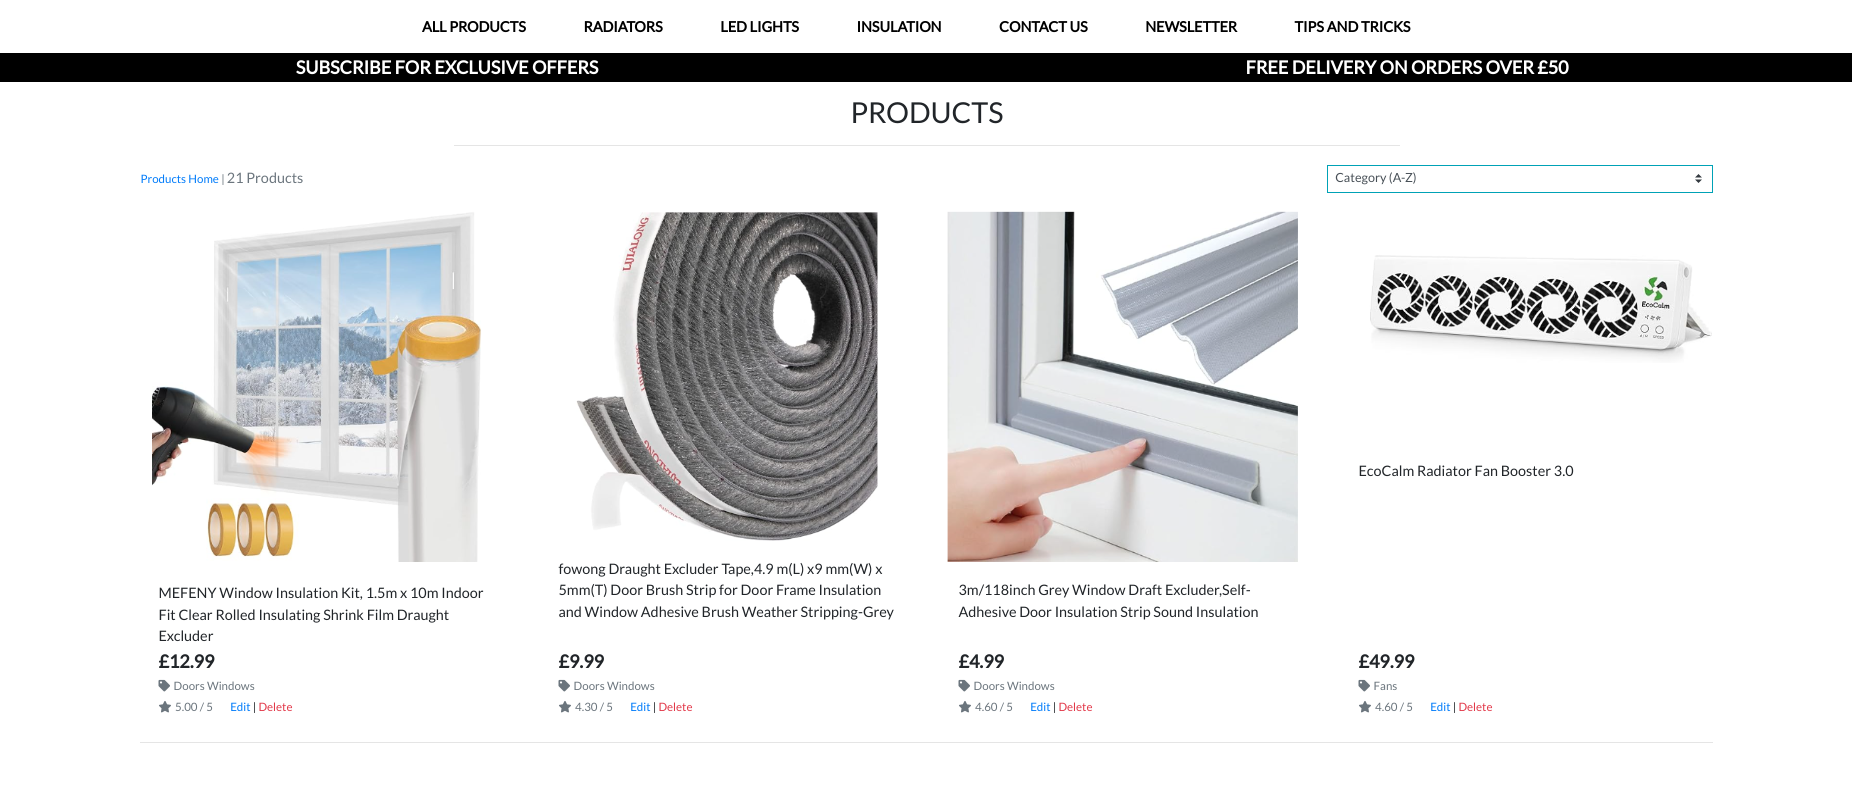 ALL PRODUCTS RADIATORS LED LIGHTS INSULATION CONTACT US NEWSLETTER TIPS AND TRICKS
SUBSCRIBE FOR EXCLUSIVE OFFERS FREE DELIVERY ON ORDERS OVER £50
PRODUCTS
Products Home | 21 Products
Category (A-Z)
LUIALONG
LUIALONG
EcoCalm
MEFENY Window Insulation Kit, 1.5m x 10m Indoor
Fit Clear Rolled Insulating Shrink Film Draught
Excluder
£12.99
Doors Windows
5.00 / 5 Edit | Delete
fowong Draught Excluder Tape,4.9 m(L) x9 mm(W) x
5mm(T) Door Brush Strip for Door Frame Insulation
and Window Adhesive Brush Weather Stripping-Grey
£9.99
Doors Windows
4.30 / 5 Edit | Delete
3m/118inch Grey Window Draft Excluder,Self-
Adhesive Door Insulation Strip Sound Insulation
£4.99
Doors Windows
4.60 / 5 Edit | Delete
EcoCalm Radiator Fan Booster 3.0
£49.99
Fans
4.60 / 5 Edit | Delete